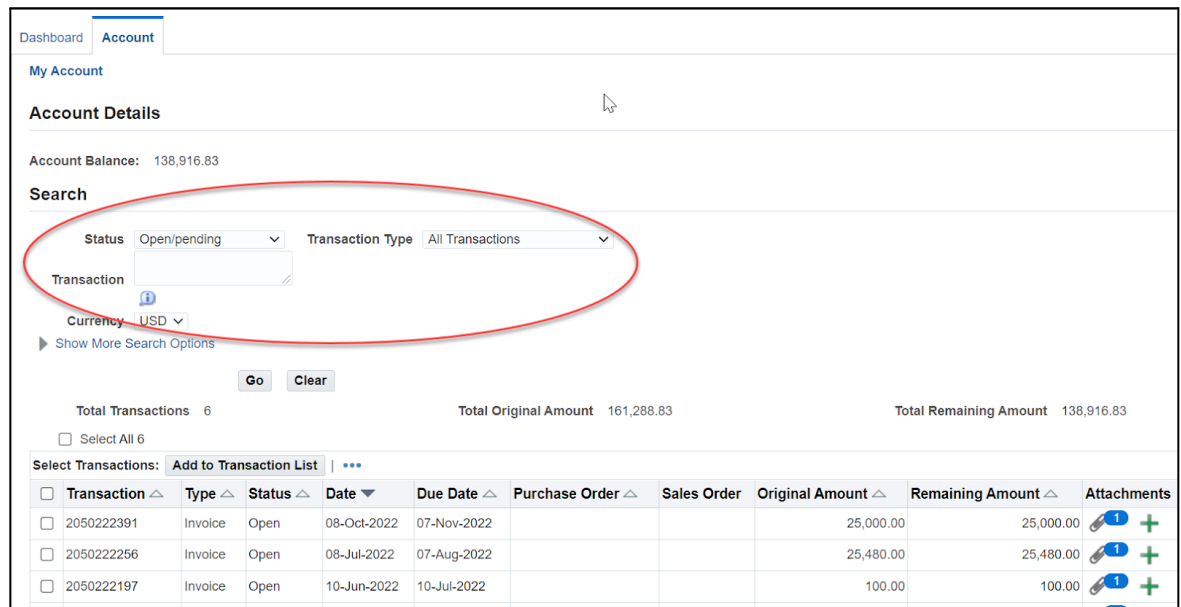 Dashboard Account
My Account
Account Details
Account Balance: 138,916.83
Search
Status Open/pending Transaction Type All Transactions
Transaction
Currency USD
Show More Search Options
Go Clear
Total Transactions 6 Total Original Amount 161,288.83 Total Remaining Amount 138,916.83
Select All 6
Select Transactions: Add to Transaction List | •••
Transaction Type Status Date Due Date Purchase Order Sales Order Original Amount Remaining Amount Attachments
2050222391 Invoice Open 08-Oct-2022 07-Nov-2022 25,000.00 25,000.00 1
2050222256 Invoice Open 08-Jul-2022 07-Aug-2022 25,480.00 25,480.00 1
2050222197 Invoice Open 10-Jun-2022 10-Jul-2022 100.00 100.00 1